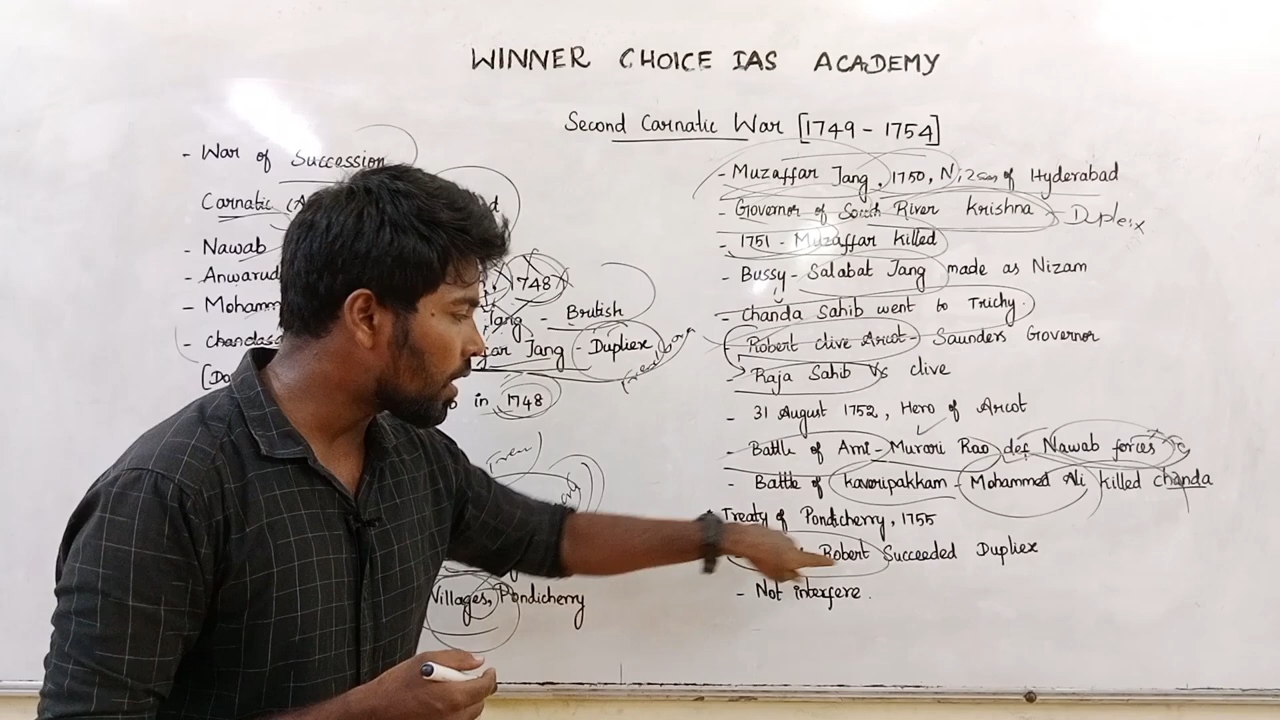 WINNER CHOICE IAS ACADEMY
Second Carnatic War [1749 - 1754]
- War of Succession
Carnatic
- Nawab
- Anwarud
- Mohamm
- chandasa
[Do
1748
Jang - British
Jang - Dupliex
in 1748
Villages, Pondicherry
- Muzaffar Jang, 1750, of Hyderabad
- Governor of South River Krishna - Dupleix
- 1751 - Muzaffar killed
- Bussy - Salabat Jang made as Nizam
- Chanda Sahib went to Trichy.
- Robert clive Arcot - Saunders Governor
- Raja Sahib Vs clive
- 31 August 1752, Hero of Arcot
- Battle of Arni - Murari Rao def Nawab forces
- Battle of kaveripakkam - Mohammed Ali killed chanda
* Treaty of Pondicherry, 1755
Robert Succeeded Dupliex
- Not interfere.